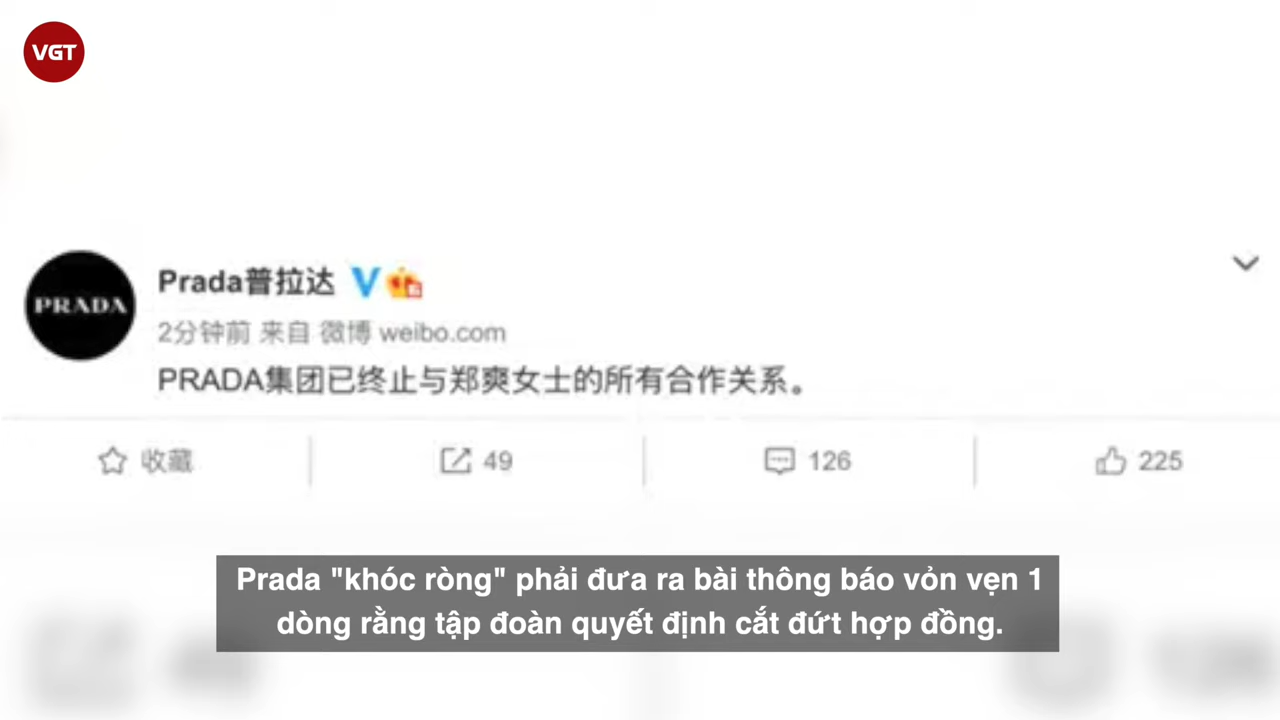 VGT
PRADA
Prada普拉达
2分钟前 来自 微博 weibo.com
PRADA集团已终止与郑爽女士的所有合作关系。
收藏
49
126
225
Prada "khóc ròng" phải đưa ra bài thông báo vỏn vẹn 1
dòng rằng tập đoàn quyết định cắt đứt hợp đồng.